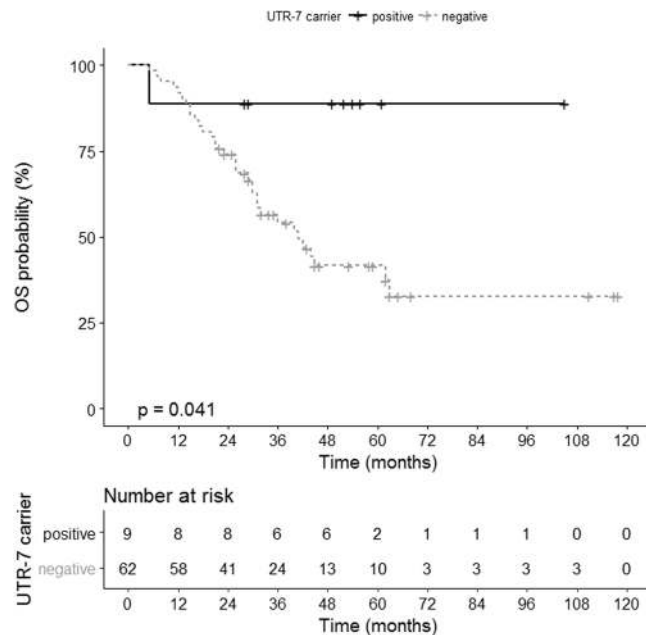 UTR-7 carrier positive negative
100
75
50
25
0
OS probability (%)
p = 0.041
0 12 24 36 48 60 72 84 96 108 120
Time (months)
Number at risk
UTR-7 carrier
positive 9 8 8 6 6 2 1 1 1 0 0
negative 62 58 41 24 13 10 3 3 3 3 0
0 12 24 36 48 60 72 84 96 108 120
Time (months)